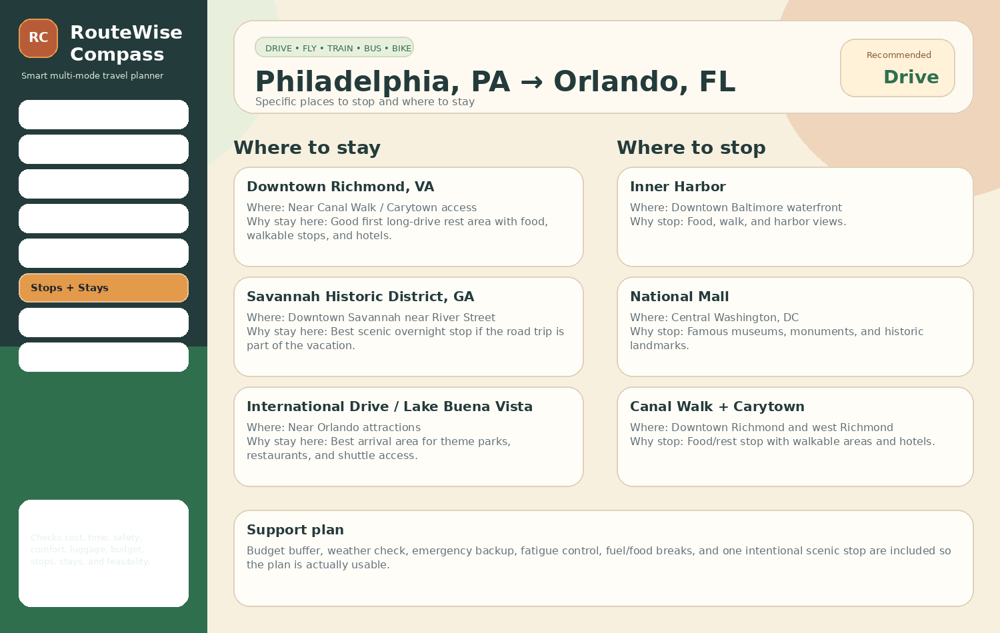 RC
RouteWise
Compass
Smart multi-mode travel planner
Stops + Stays
Checks cost, time, safety,
comfort, luggage, budget,
stops, stays, and feasibility.
DRIVE • FLY • TRAIN • BUS • BIKE
Philadelphia, PA → Orlando, FL
Specific places to stop and where to stay
Recommended
Drive
Where to stay
Downtown Richmond, VA
Where: Near Canal Walk / Carytown access
Why stay here: Good first long-drive rest area with food,
walkable stops, and hotels.
Savannah Historic District, GA
Where: Downtown Savannah near River Street
Why stay here: Best scenic overnight stop if the road trip is
part of the vacation.
International Drive / Lake Buena Vista
Where: Near Orlando attractions
Why stay here: Best arrival area for theme parks,
restaurants, and shuttle access.
Where to stop
Inner Harbor
Where: Downtown Baltimore waterfront
Why stop: Food, walk, and harbor views.
National Mall
Where: Central Washington, DC
Why stop: Famous museums, monuments, and historic
landmarks.
Canal Walk + Carytown
Where: Downtown Richmond and west Richmond
Why stop: Food/rest stop with walkable areas and hotels.
Support plan
Budget buffer, weather check, emergency backup, fatigue control, fuel/food breaks, and one intentional scenic stop are included so
the plan is actually usable.